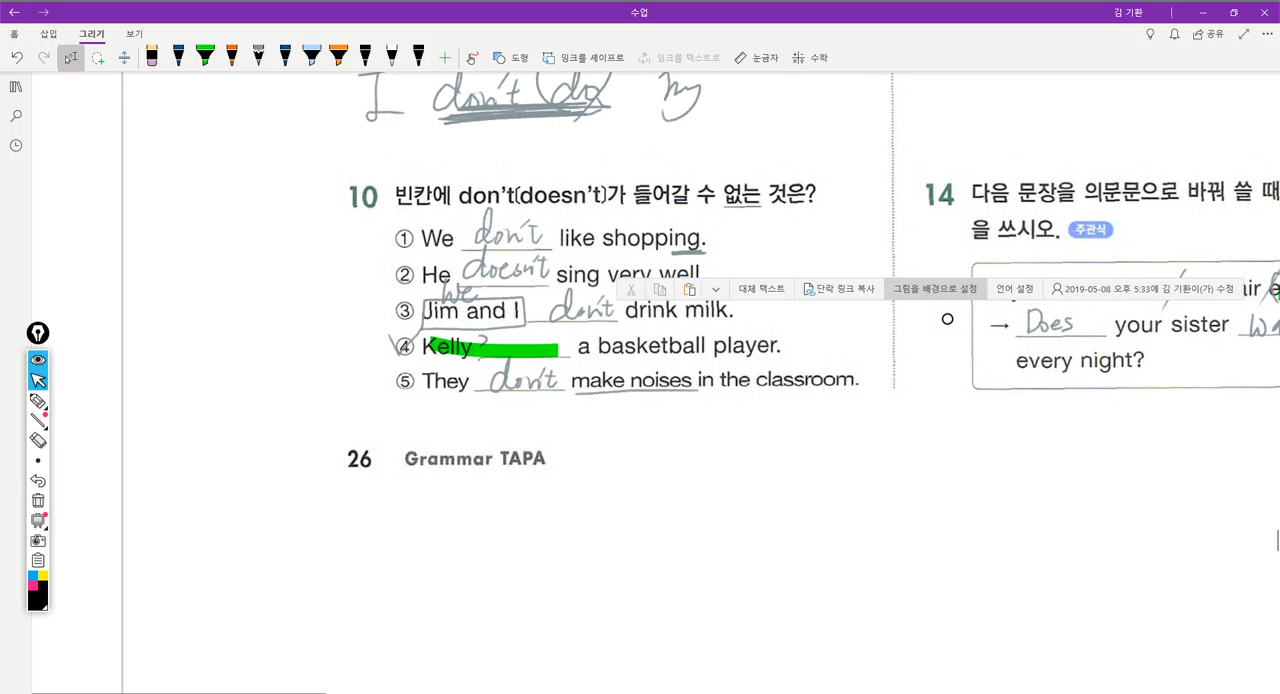 수업
김 기환
홈 삽입 그리기 보기
공유
도형 잉크를 셰이프로 잉크를 텍스트로 눈금자 수학
I don't (do)
10 빈칸에 don't(doesn't)가 들어갈 수 없는 것은?
① We don't like shopping.
② He doesn't sing very well
We
③ Jim and I don't drink milk.
④ Kelly ? a basketball player.
⑤ They don't make noises in the classroom.
26 Grammar TAPA
대체 텍스트 단락 링크 복사 그림을 배경으로 설정 언어 설정 2019-05-08 오후 5:33에 김 기환이(가) 수정
14 다음 문장을 의문문으로 바꿔 쓸 때
을 쓰시오. 주관식
→ Does your sister
every night?